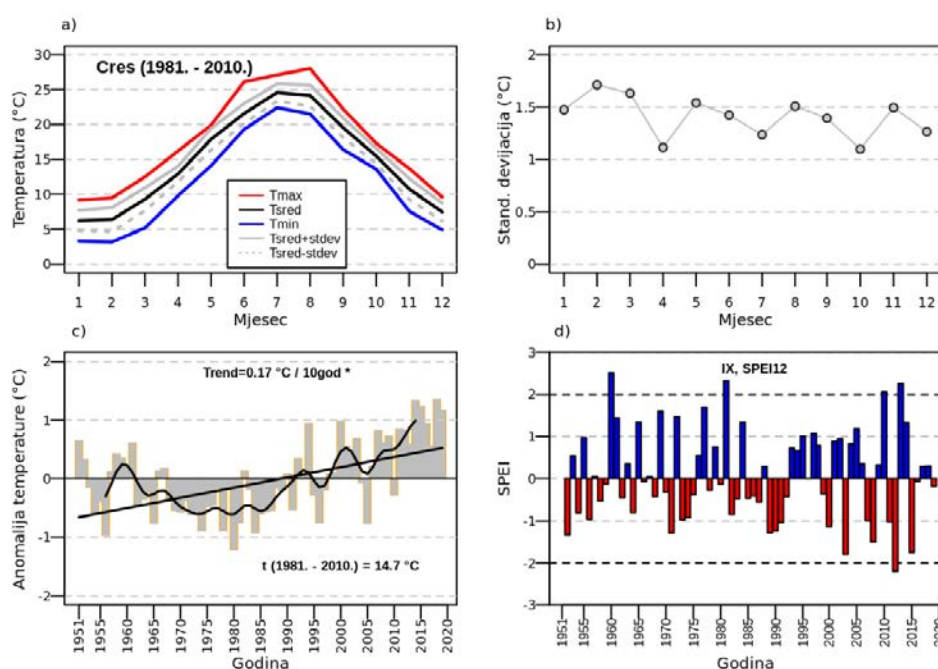 a)
Cres (1981. - 2010.)
Temperatura (°C)
30
25
20
15
10
5
0
Tmax
Tsred
Tmin
Tsred+stdev
Tsred-stdev
1 2 3 4 5 6 7 8 9 10 11 12
Mjesec
b)
Stand. devijacija (°C)
2
1.5
1
0.5
0
1 2 3 4 5 6 7 8 9 10 11 12
Mjesec
c)
Trend=0.17 °C / 10god *
Anomalija temperature (°C)
2
1
0
-1
-2
t (1981. - 2010.) = 14.7 °C
1951 1955 1960 1965 1970 1975 1980 1985 1990 1995 2000 2005 2010 2015 2020
Godina
d)
IX, SPEI12
SPEI
3
2
1
0
-1
-2
-3
1951 1955 1960 1965 1970 1975 1980 1985 1990 1995 2000 2005 2010 2015
Godina